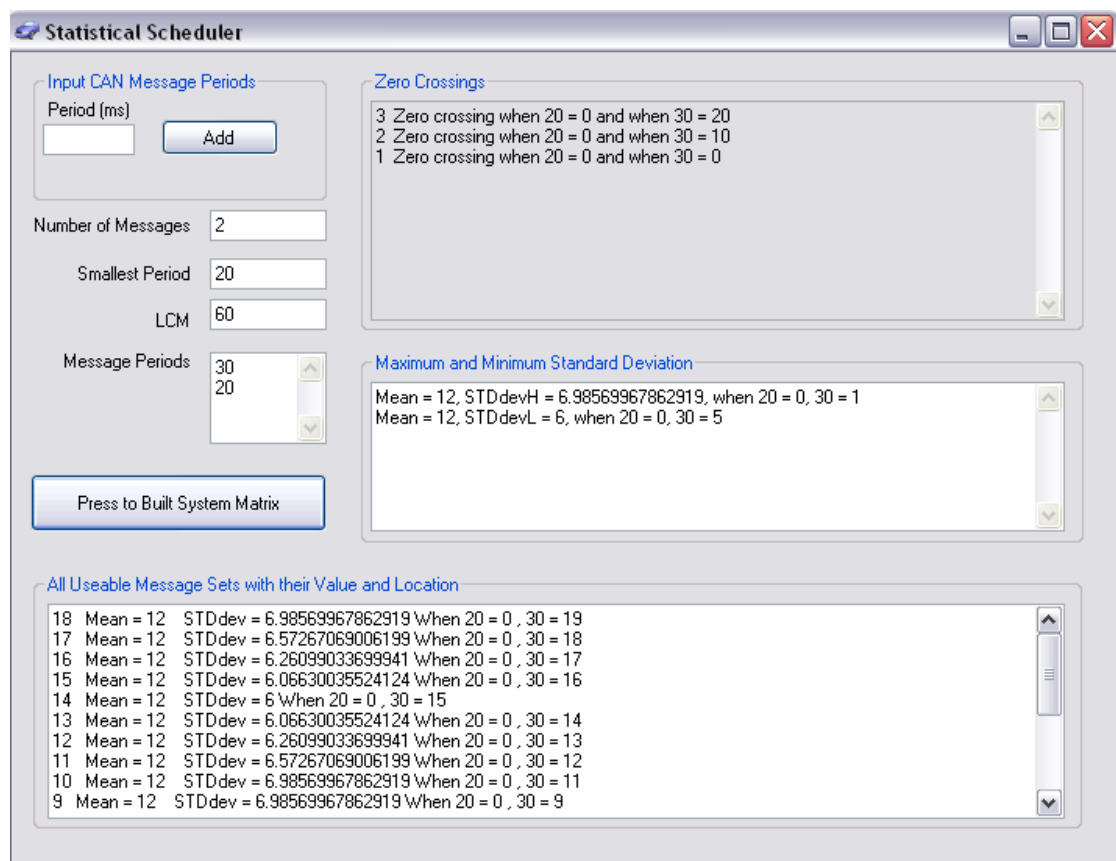 Statistical Scheduler
Input CAN Message Periods
Period (ms)
Add
Number of Messages 2
Smallest Period 20
LCM 60
Message Periods 30
20
Press to Built System Matrix
Zero Crossings
3 Zero crossing when 20 = 0 and when 30 = 20
2 Zero crossing when 20 = 0 and when 30 = 10
1 Zero crossing when 20 = 0 and when 30 = 0
Maximum and Minimum Standard Deviation
Mean = 12, STDdevH = 6.98569967862919, when 20 = 0, 30 = 1
Mean = 12, STDdevL = 6, when 20 = 0, 30 = 5
All Useable Message Sets with their Value and Location
18 Mean = 12 STDdev = 6.98569967862919 When 20 = 0 , 30 = 19
17 Mean = 12 STDdev = 6.57267069006199 When 20 = 0 , 30 = 18
16 Mean = 12 STDdev = 6.26099033699941 When 20 = 0 , 30 = 17
15 Mean = 12 STDdev = 6.06630035524124 When 20 = 0 , 30 = 16
14 Mean = 12 STDdev = 6 When 20 = 0 , 30 = 15
13 Mean = 12 STDdev = 6.06630035524124 When 20 = 0 , 30 = 14
12 Mean = 12 STDdev = 6.26099033699941 When 20 = 0 , 30 = 13
11 Mean = 12 STDdev = 6.57267069006199 When 20 = 0 , 30 = 12
10 Mean = 12 STDdev = 6.98569967862919 When 20 = 0 , 30 = 11
9 Mean = 12 STDdev = 6.98569967862919 When 20 = 0 , 30 = 9